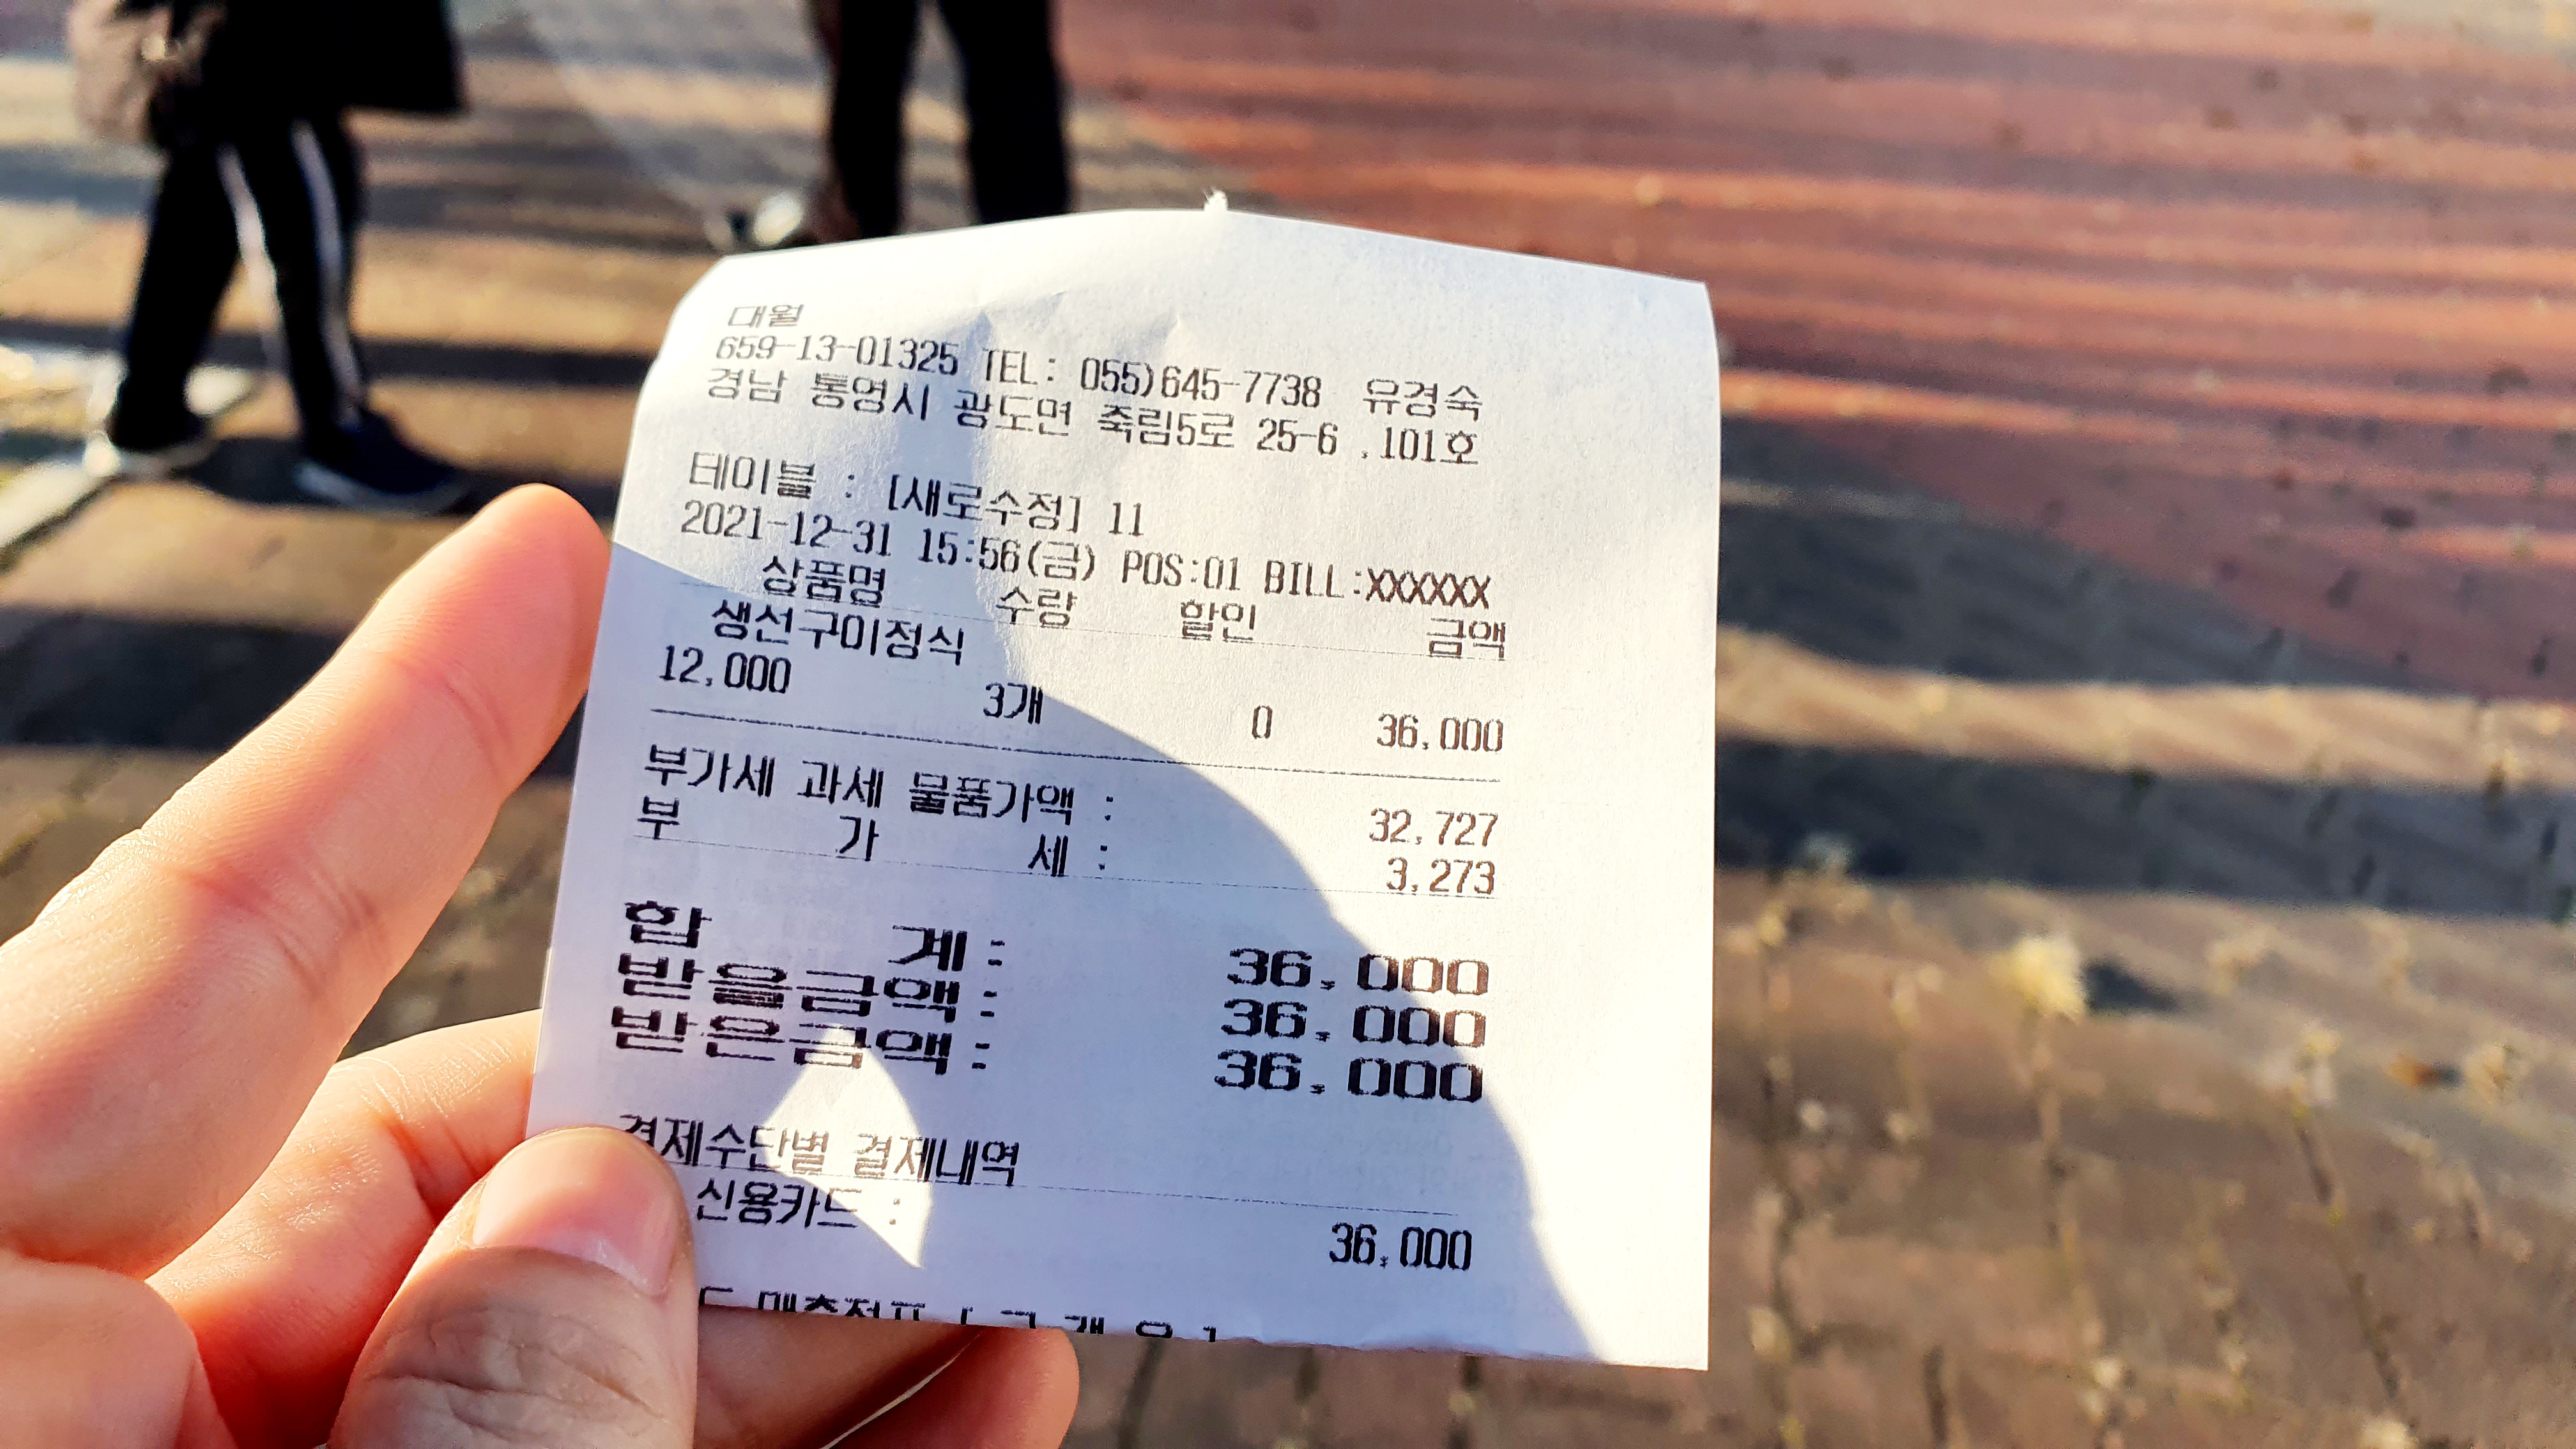 대월
659-13-01325 TEL: 055)645-7738 유경숙
경남 통영시 광도면 죽림5로 25-6 ,101호
테이블 : [새로수정] 11
2021-12-31 15:56(금) POS:01 BILL:XXXXXX
상품명 수량 할인 금액
생선구이정식
12,000 3개 0 36,000
부가세 과세 물품가액 : 32,727
부 가 세 : 3,273
합 계 : 36,000
받을금액 : 36,000
받은금액 : 36,000
결제수단별 결제내역
신용카드 : 36,000